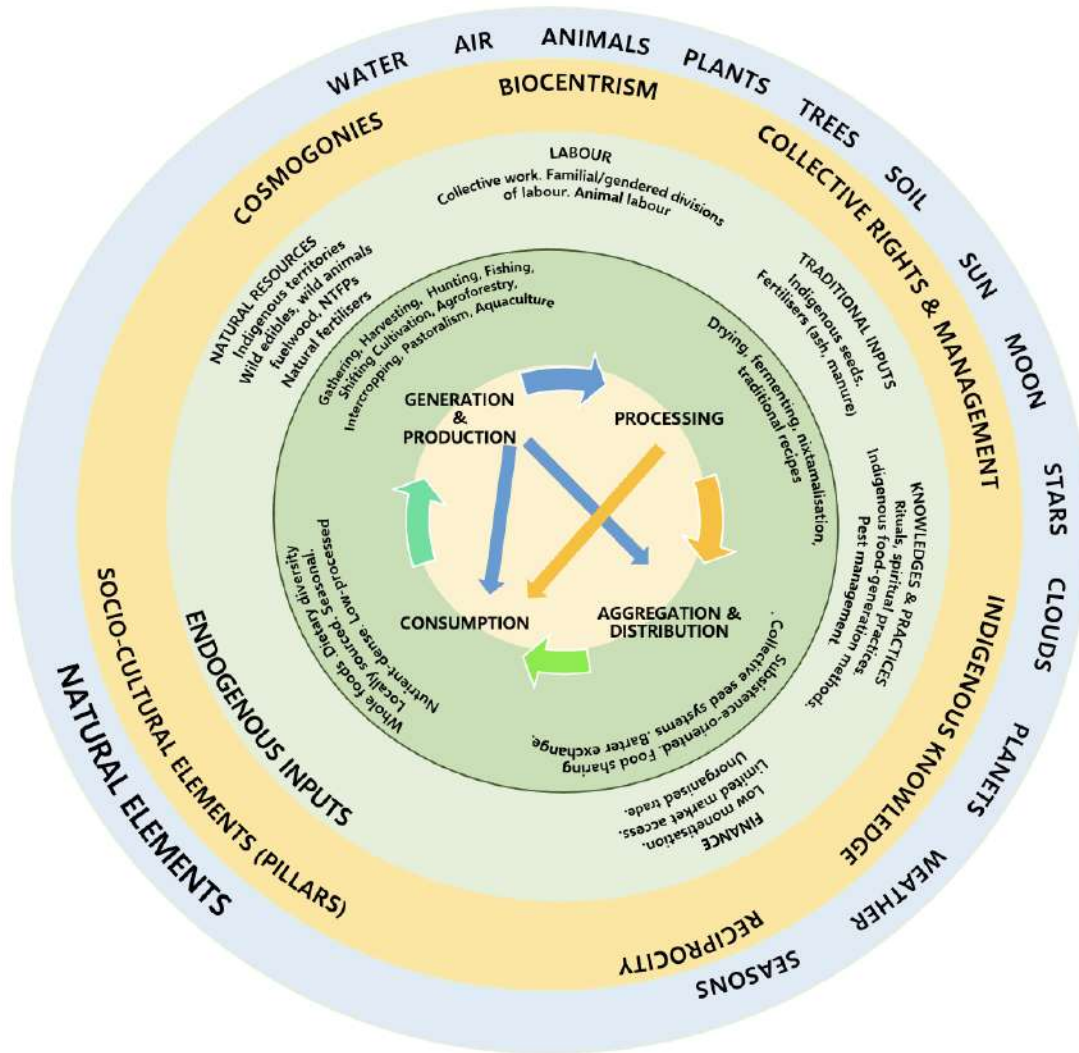 WATER
AIR
ANIMALS
PLANTS
TREES
SOIL
SUN
MOON
STARS
CLOUDS
PLANETS
WEATHER
SEASONS
NATURAL ELEMENTS
COSMOGONIES
BIOCENTRISM
COLLECTIVE RIGHTS & MANAGEMENT
INDIGENOUS KNOWLEDGE
RECIPROCITY
SOCIO-CULTURAL ELEMENTS (PILLARS)
ENDOGENOUS INPUTS
NATURAL RESOURCES
Indigenous territories
Wild edibles, wild animals
fuelwood, NTFPs
Natural fertilisers
LABOUR
Collective work. Familial/gendered divisions
of labour. Animal labour
TRADITIONAL INPUTS
Indigenous seeds.
Fertilisers (ash, manure)
KNOWLEDGES & PRACTICES
Rituals, spiritual practices,
Indigenous food-generation methods.
Pest management
FINANCE
Low monetisation.
Limited market access.
Unorganised trade.
Gathering, Harvesting, Hunting, Fishing,
Shifting Cultivation, Agroforestry,
Intercropping, Pastoralism, Aquaculture
Drying, fermenting, nixtamalisation,
traditional recipes
Subsistence-oriented. Food sharing
. Collective seed systems. Barter exchange.
Whole foods. Dietary diversity
Locally sourced. Seasonal.
Nutrient-dense. Low-processed
GENERATION
&
PRODUCTION
PROCESSING
AGGREGATION &
DISTRIBUTION
CONSUMPTION